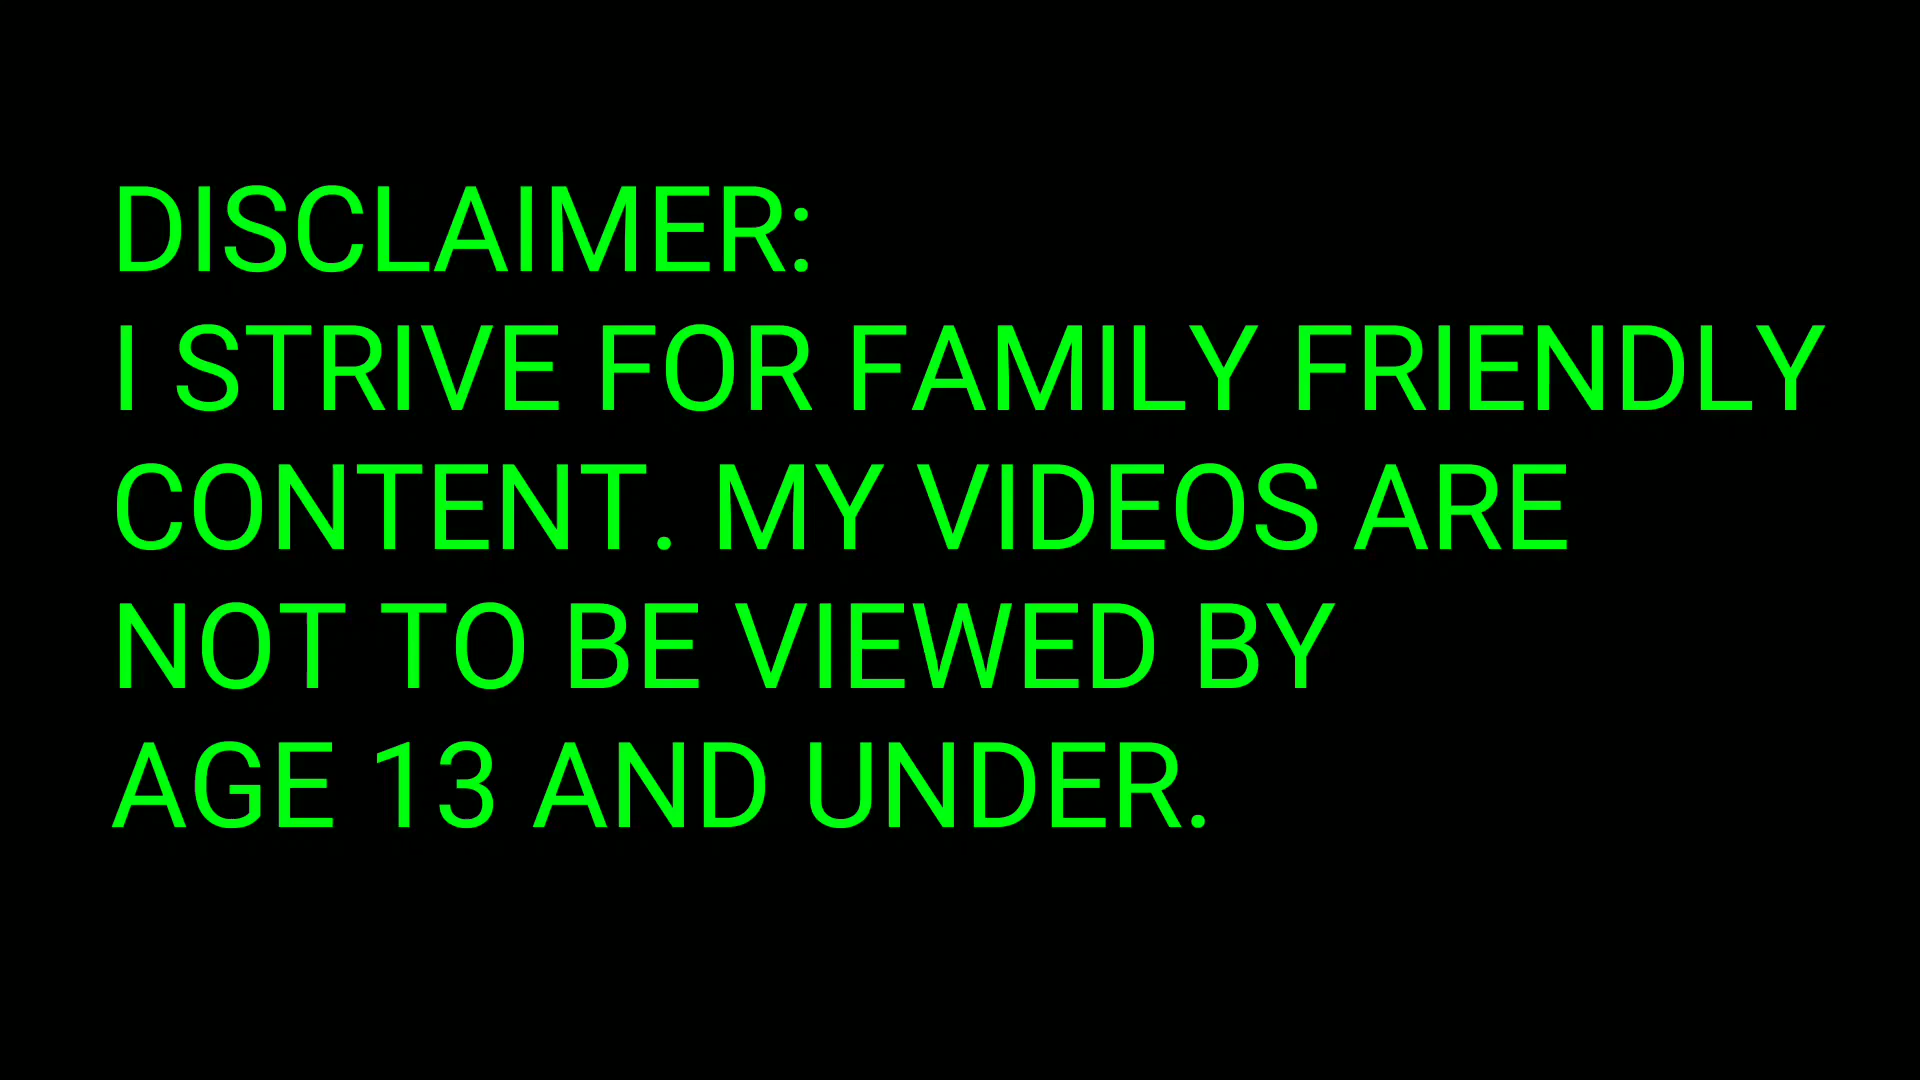 DISCLAIMER:
I STRIVE FOR FAMILY FRIENDLY
CONTENT. MY VIDEOS ARE
NOT TO BE VIEWED BY
AGE 13 AND UNDER.